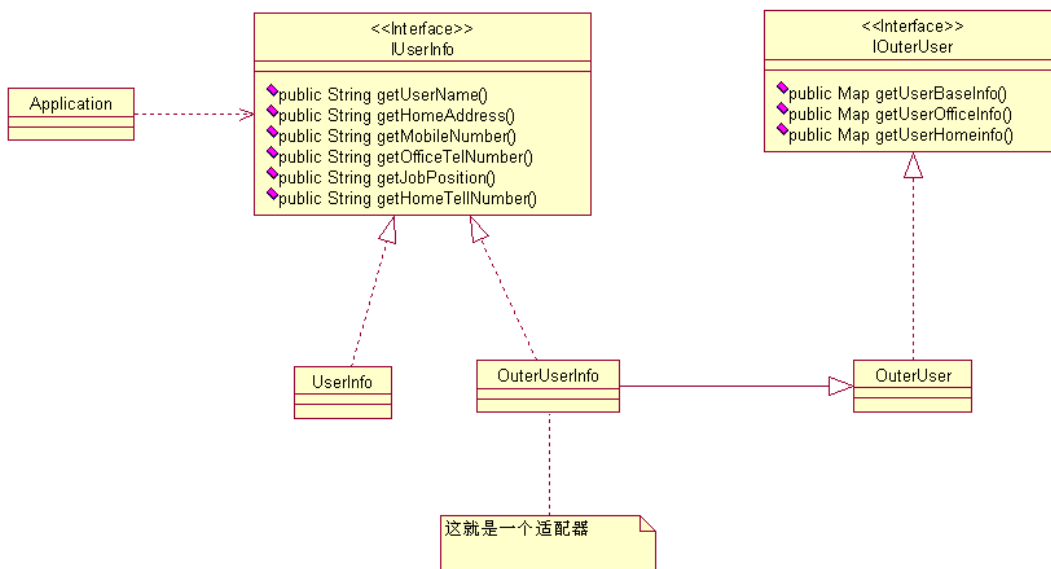 <<Interface>>
IUserInfo
public String getUserName()
public String getHomeAddress()
public String getMobileNumber()
public String getOfficeTelNumber()
public String getJobPosition()
public String getHomeTellNumber()
<<Interface>>
IOuterUser
public Map getUserBaseInfo()
public Map getUserOfficeInfo()
public Map getUserHomeinfo()
Application
UserInfo
OuterUserInfo
OuterUser
这就是一个适配器